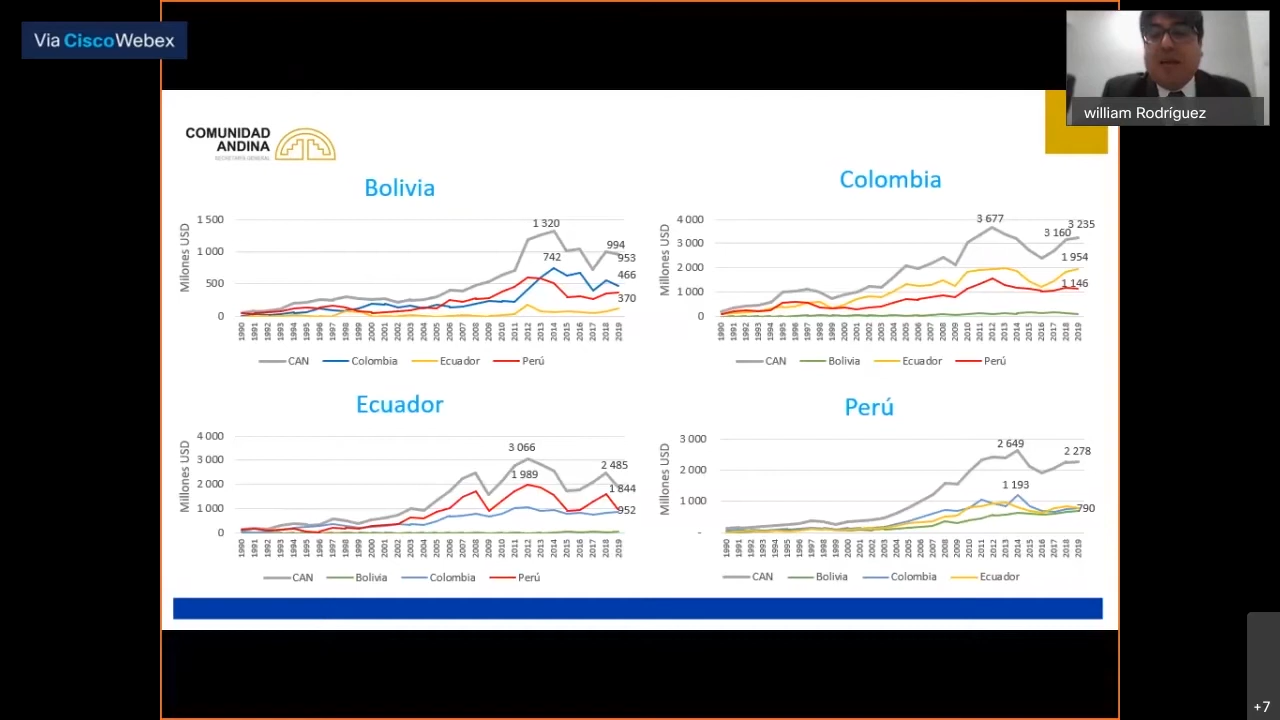 Via Cisco Webex
william Rodríguez
COMUNIDAD
ANDINA
SECRETARÍA GENERAL
Bolivia
Millones USD
1 500
1 000
500
0
1 320
742
994
953
466
370
1990 1991 1992 1993 1994 1995 1996 1997 1998 1999 2000 2001 2002 2003 2004 2005 2006 2007 2008 2009 2010 2011 2012 2013 2014 2015 2016 2017 2018 2019
CAN Colombia Ecuador Perú
Colombia
Millones USD
4 000
3 000
2 000
1 000
0
3 677
3 160
3 235
1 954
1 146
1990 1991 1992 1993 1994 1995 1996 1997 1998 1999 2000 2001 2002 2003 2004 2005 2006 2007 2008 2009 2010 2011 2012 2013 2014 2015 2016 2017 2018 2019
CAN Bolivia Ecuador Perú
Ecuador
Millones USD
4 000
3 000
2 000
1 000
0
3 066
1 989
2 485
1 844
952
1990 1991 1992 1993 1994 1995 1996 1997 1998 1999 2000 2001 2002 2003 2004 2005 2006 2007 2008 2009 2010 2011 2012 2013 2014 2015 2016 2017 2018 2019
CAN Bolivia Colombia Perú
Perú
Millones USD
3 000
2 000
1 000
-
2 649
1 193
2 278
790
1990 1991 1992 1993 1994 1995 1996 1997 1998 1999 2000 2001 2002 2003 2004 2005 2006 2007 2008 2009 2010 2011 2012 2013 2014 2015 2016 2017 2018 2019
CAN Bolivia Colombia Ecuador
+7